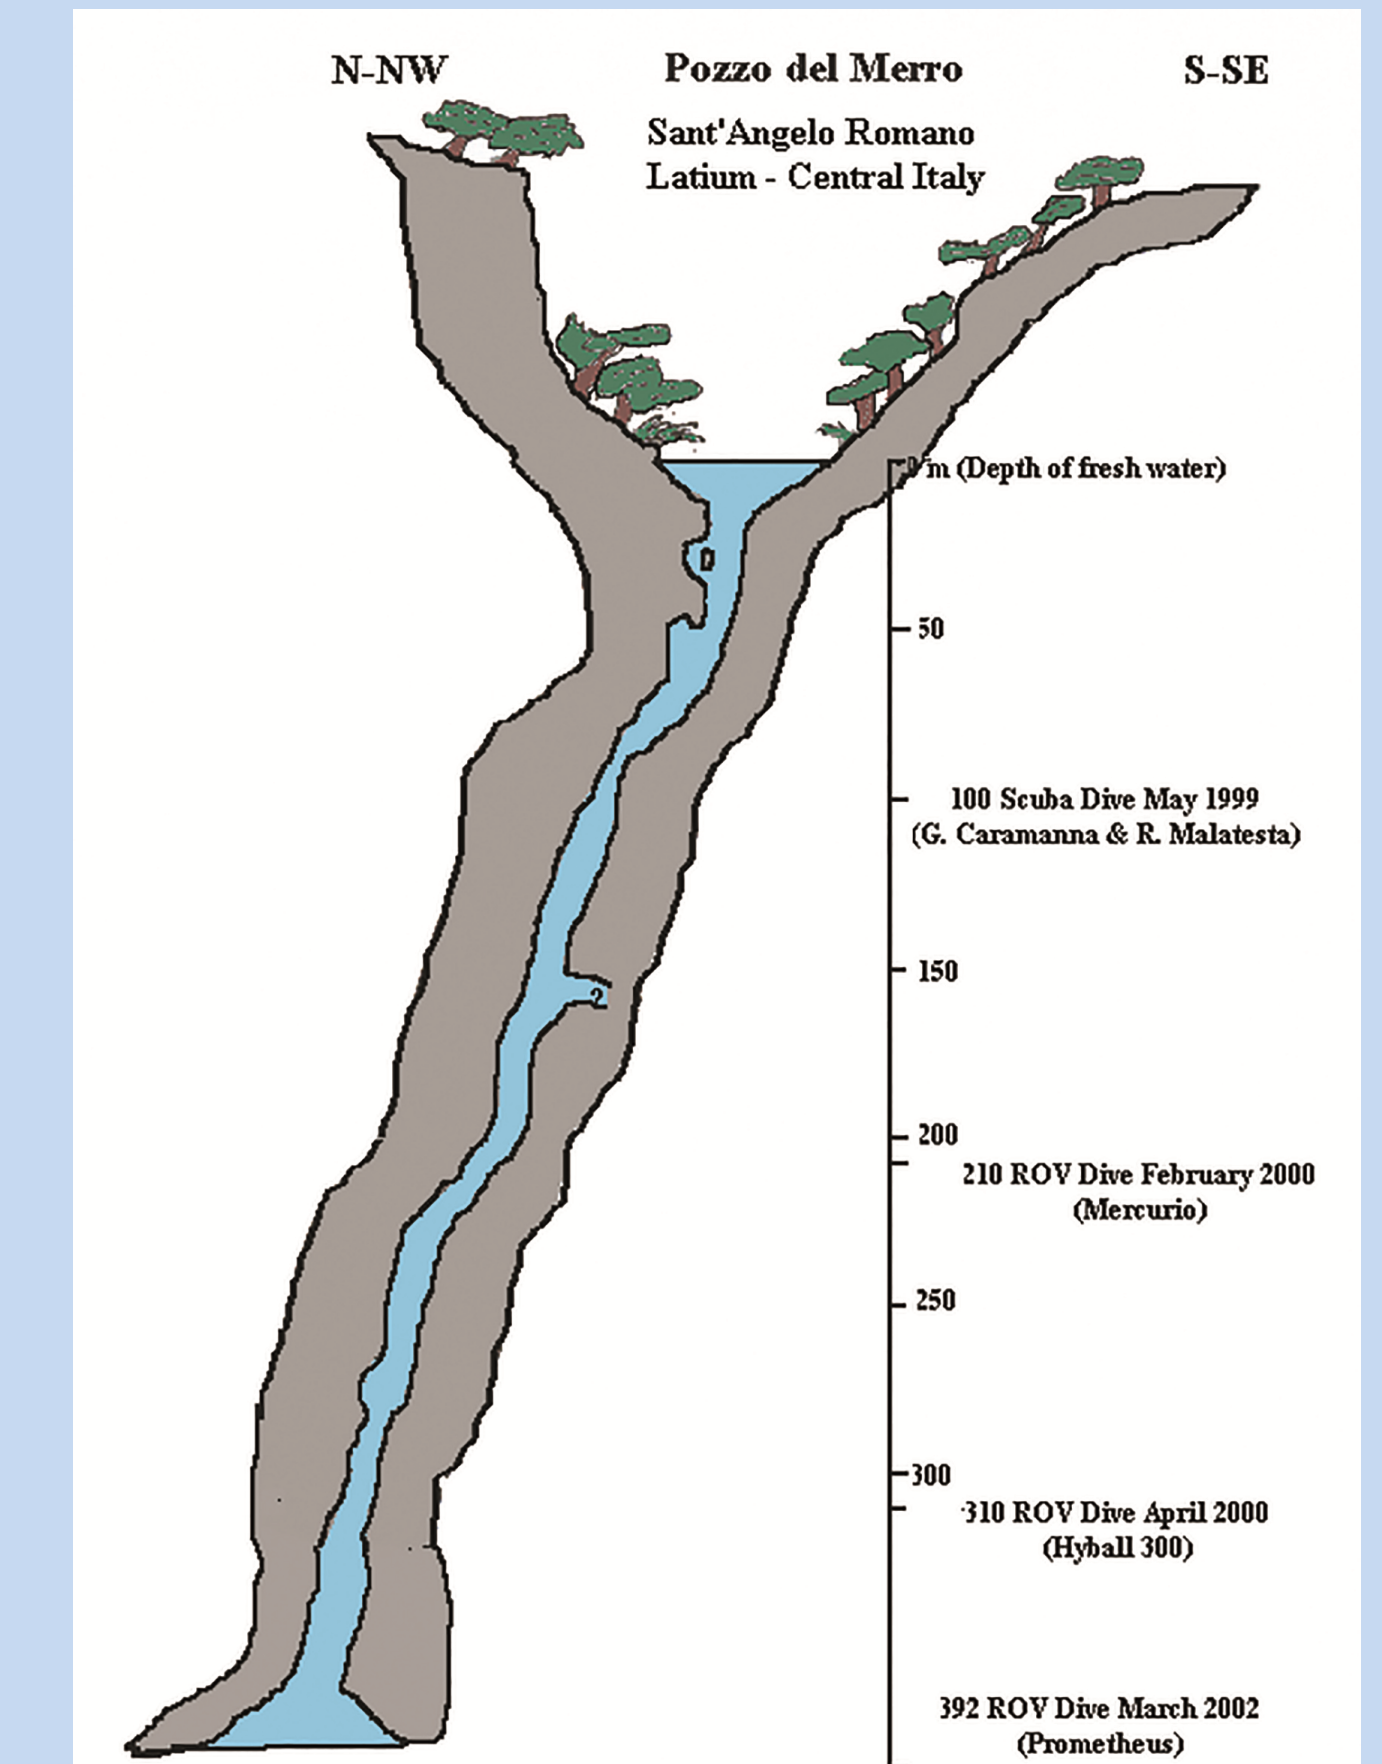 N-NW
Pozzo del Merro
S-SE
Sant'Angelo Romano
Latium - Central Italy
0 m (Depth of fresh water)
50
100 Scuba Dive May 1999
(G. Caramanna & R. Malatesta)
?
150
200
210 ROV Dive February 2000
(Mercurio)
250
300
310 ROV Dive April 2000
(Hyball 300)
392 ROV Dive March 2002
(Prometheus)